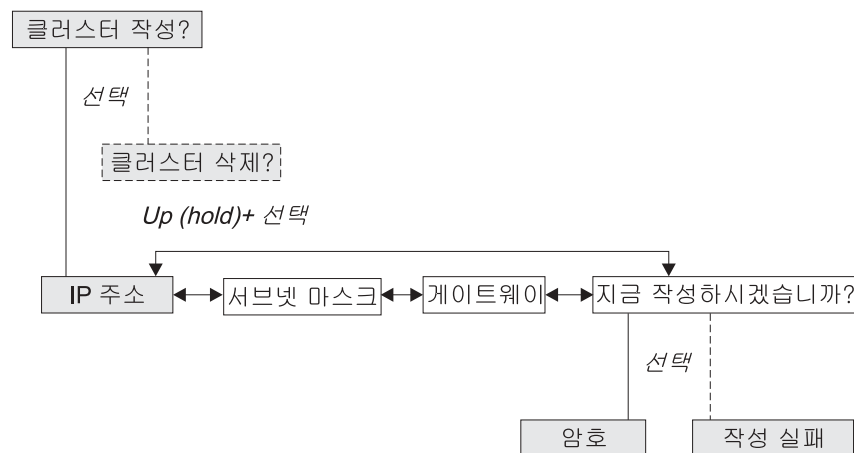 클러스터 작성?
선택
클러스터 삭제?
Up (hold)+ 선택
IP 주소
서브넷 마스크
게이트웨이
지금 작성하시겠습니까?
선택
암호
작성 실패